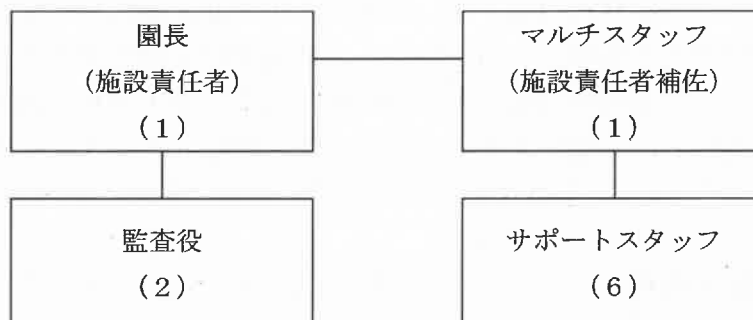 園長
(施設責任者)
(1)
マルチスタッフ
(施設責任者補佐)
(1)
監査役
(2)
サポートスタッフ
(6)